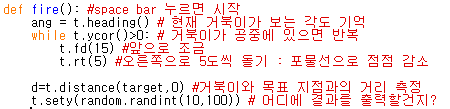 def fire(): #space bar 누르면 시작
ang = t.heading() # 현재 거북이가 보는 각도 기억
while t.ycor()>0: # 거북이가 공중에 있으면 반복
t.fd(15) #앞으로 조금
t.rt(5) #오른쪽으로 5도씩 돌기 : 포물선으로 점점 감소
d=t.distance(target,0) #거북이와 목표 지점과의 거리 측정
t.sety(random.randint(10,100)) # 어디에 결과를 출력할건지?